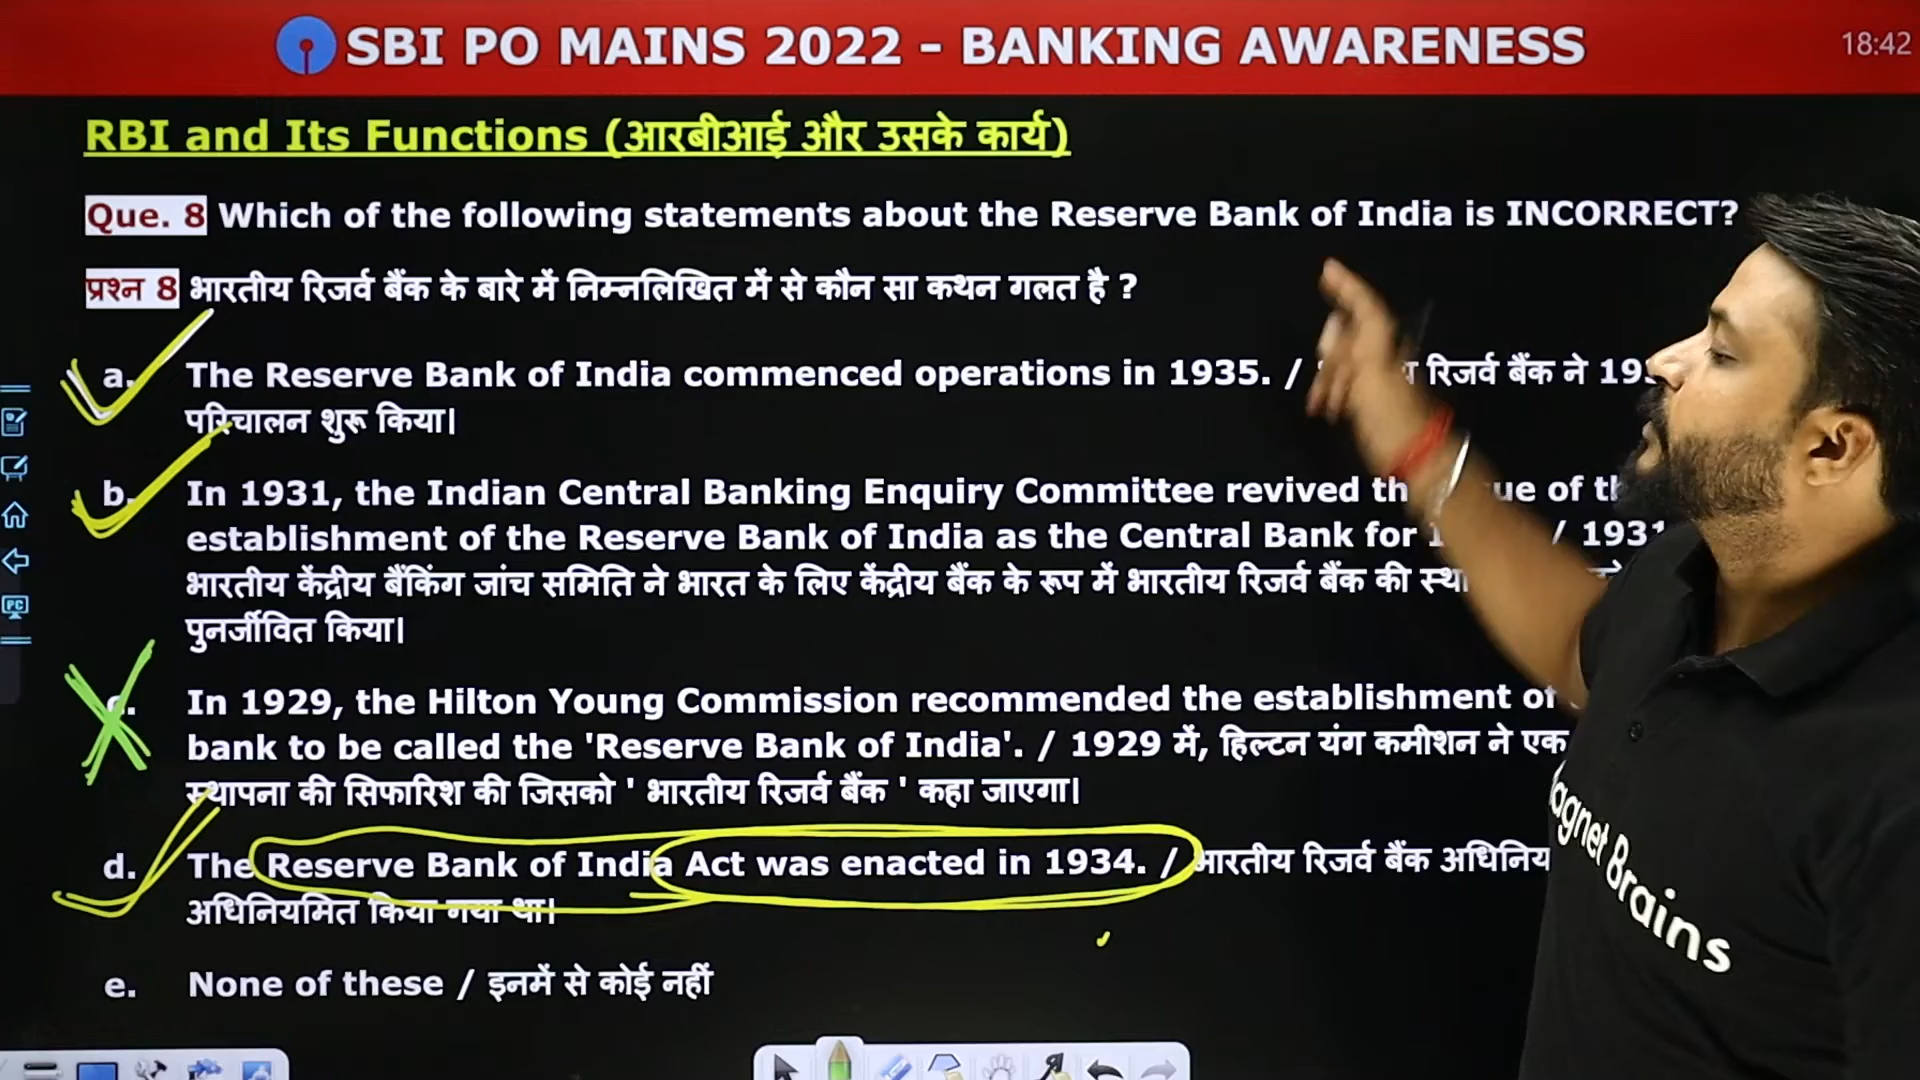 SBI PO MAINS 2022 - BANKING AWARENESS
18:42
RBI and Its Functions (आरबीआई और उसके कार्य)
Que. 8 Which of the following statements about the Reserve Bank of India is INCORRECT?
प्रश्न 8 भारतीय रिजर्व बैंक के बारे में निम्नलिखित में से कौन सा कथन गलत है ?
a. The Reserve Bank of India commenced operations in 1935. / रिजर्व बैंक ने
परिचालन शुरू किया।
b. In 1931, the Indian Central Banking Enquiry Committee revived of
establishment of the Reserve Bank of India as the Central Bank for / 1931
भारतीय केंद्रीय बैंकिंग जांच समिति ने भारत के लिए केंद्रीय बैंक के रूप में भारतीय रिजर्व बैंक की
पुनर्जीवित किया।
c. In 1929, the Hilton Young Commission recommended the establishment of
bank to be called the 'Reserve Bank of India'. / 1929 में, हिल्टन यंग कमीशन ने एक
स्थापना की सिफारिश की जिसको ' भारतीय रिजर्व बैंक ' कहा जाएगा।
d. The Reserve Bank of India Act was enacted in 1934. / भारतीय रिजर्व बैंक
अधिनियमित किया गया था।
e. None of these / इनमें से कोई नहीं
Magnet Brains
PC